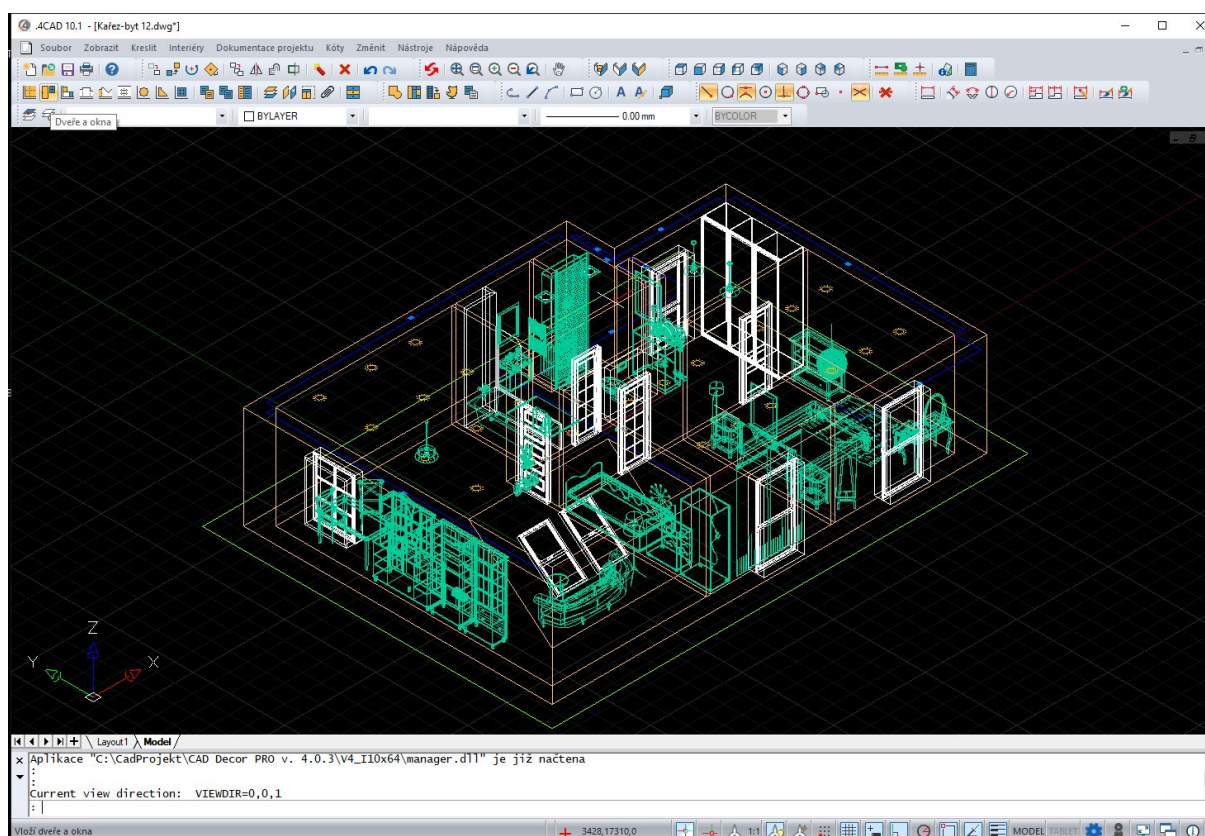 .4CAD 10.1 - [Kařez-byt 12.dwg*]
Soubor Zobrazit Kreslit Interiéry Dokumentace projektu Kóty Změnit Nástroje Nápověda
A A
BYLAYER 0.00 mm BYCOLOR
Dveře a okna
Z
Y X
Layout1 Model
Aplikace "C:\CadProjekt\CAD Decor PRO v. 4.0.3\V4_I10x64\manager.dll" je již načtena
:
:
Current view direction: VIEWDIR=0,0,1
:
Vloží dveře a okna 3428,17310,0 1:1 MODEL TABLET